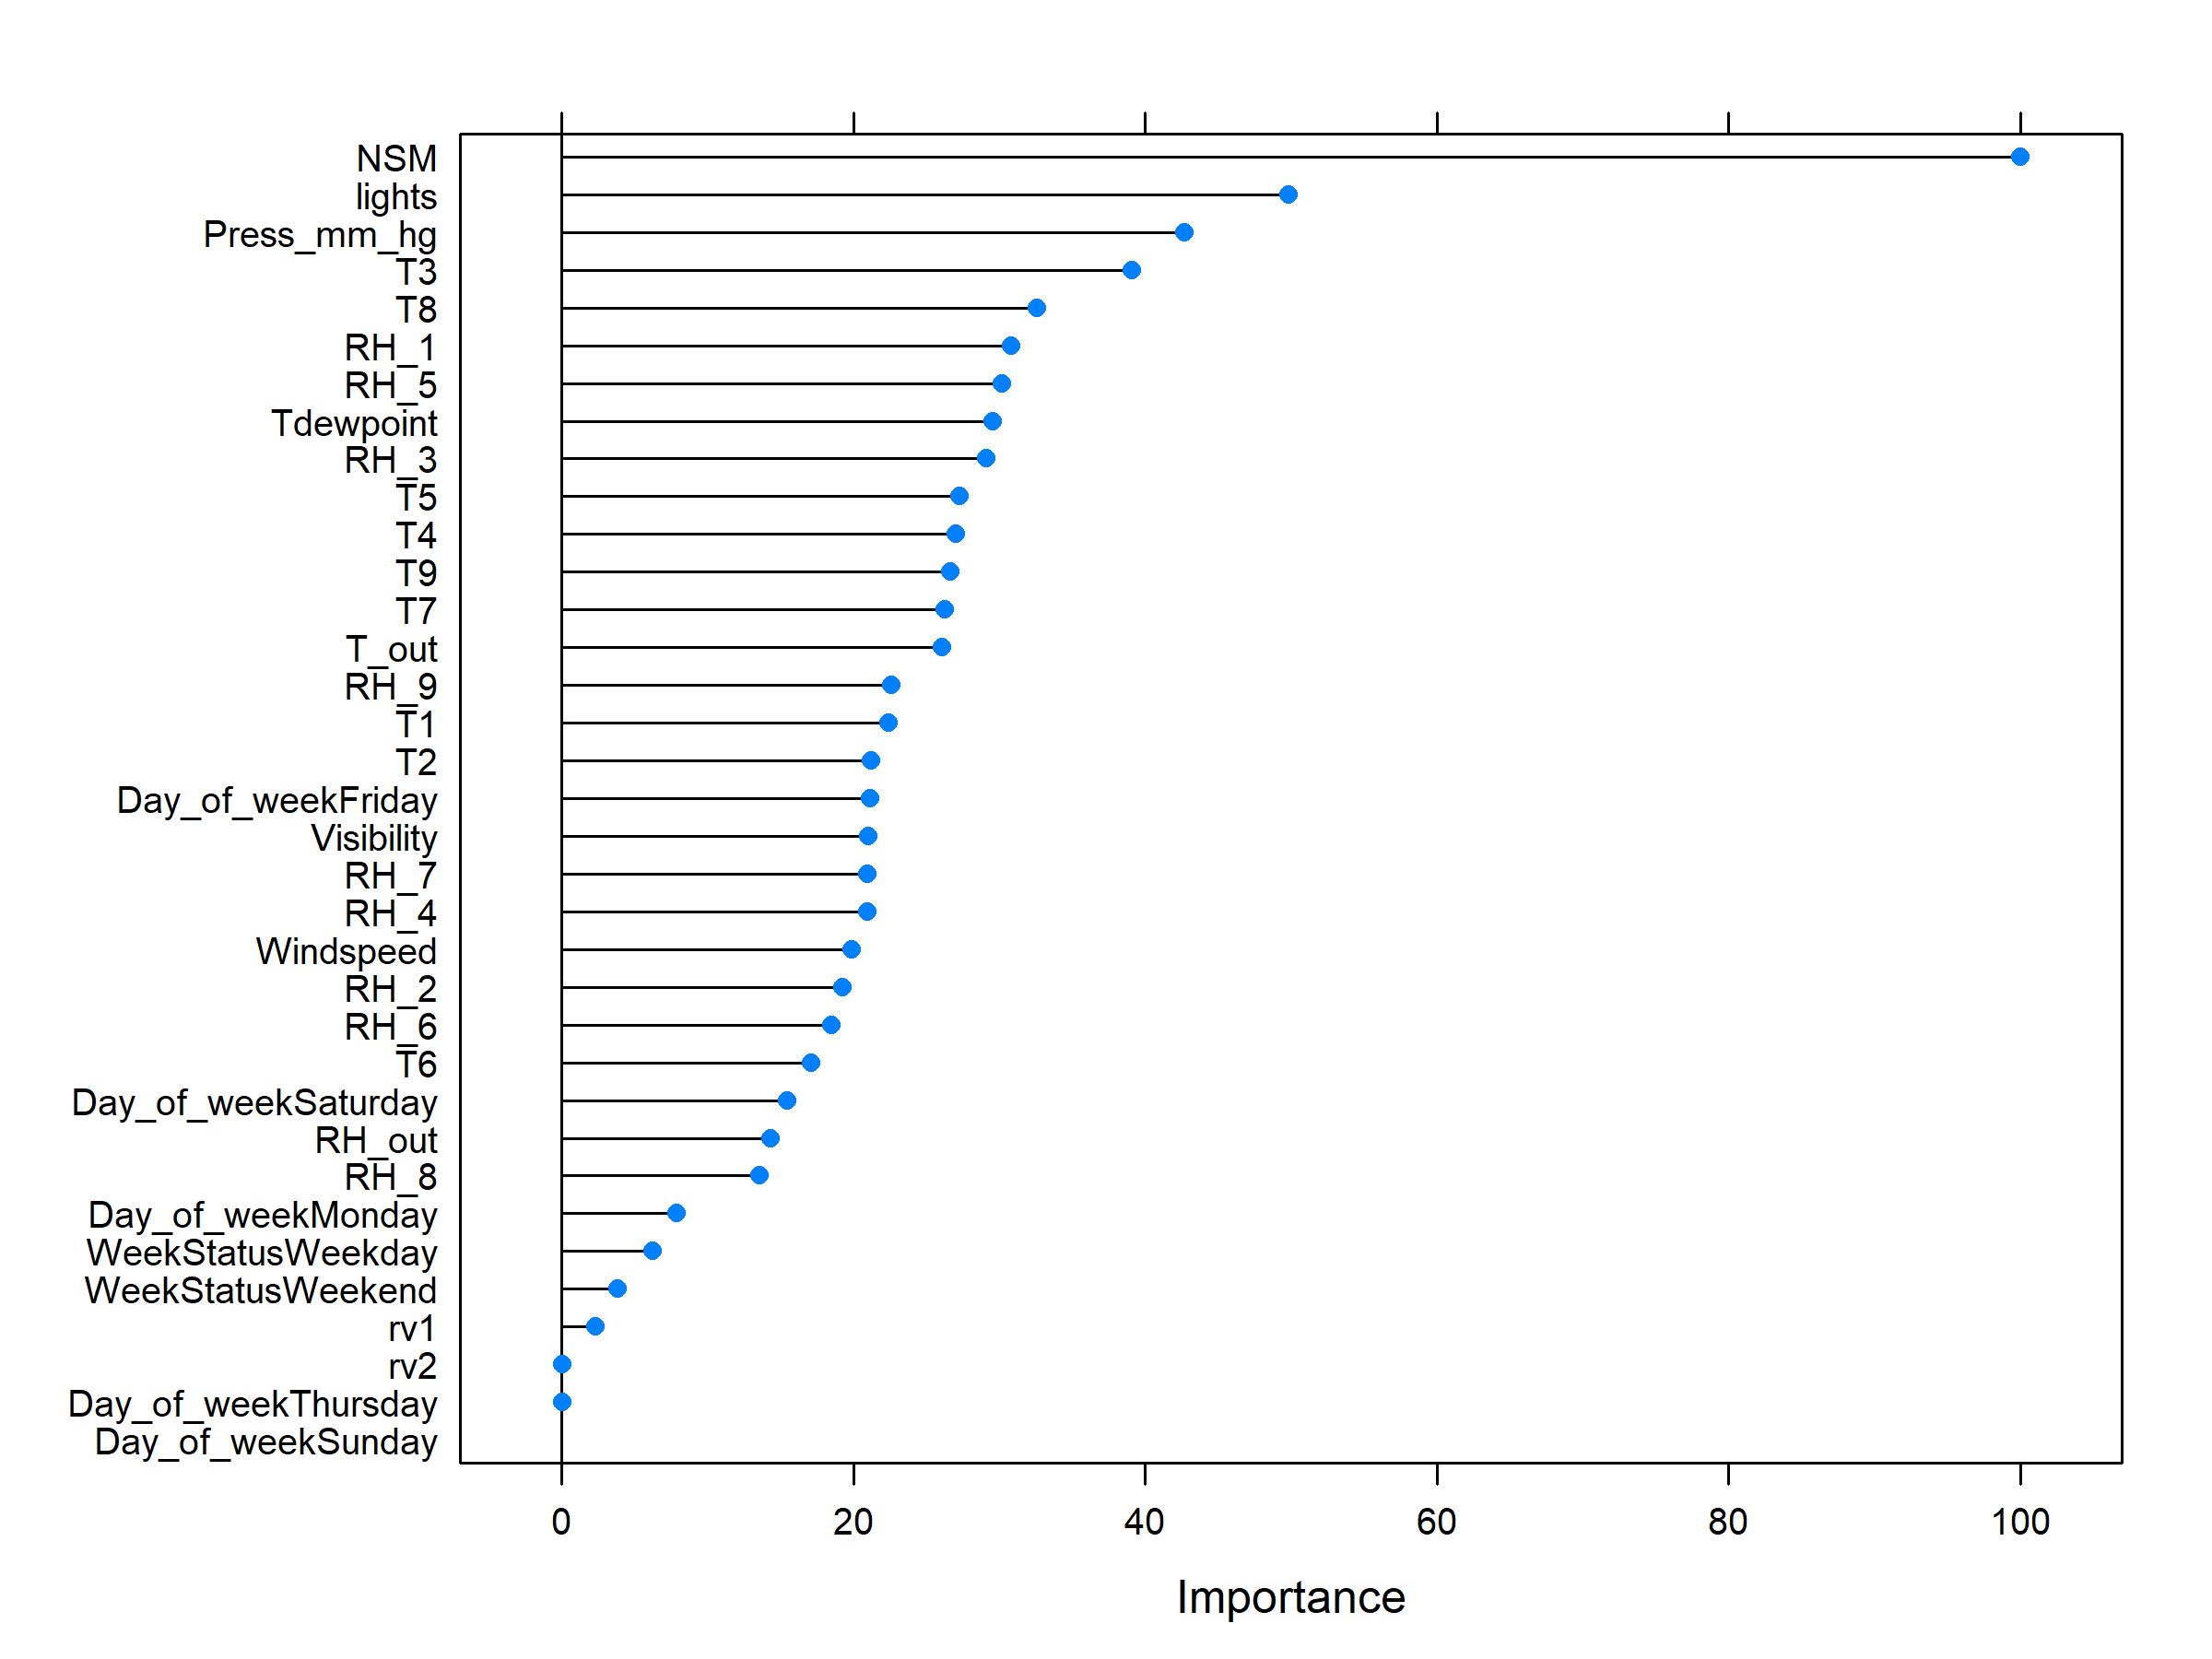 NSM
lights
Press_mm_hg
T3
T8
RH_1
RH_5
Tdewpoint
RH_3
T5
T4
T9
T7
T_out
RH_9
T1
T2
Day_of_weekFriday
Visibility
RH_7
RH_4
Windspeed
RH_2
RH_6
T6
Day_of_weekSaturday
RH_out
RH_8
Day_of_weekMonday
WeekStatusWeekday
WeekStatusWeekend
rv1
rv2
Day_of_weekThursday
Day_of_weekSunday
0 20 40 60 80 100
Importance